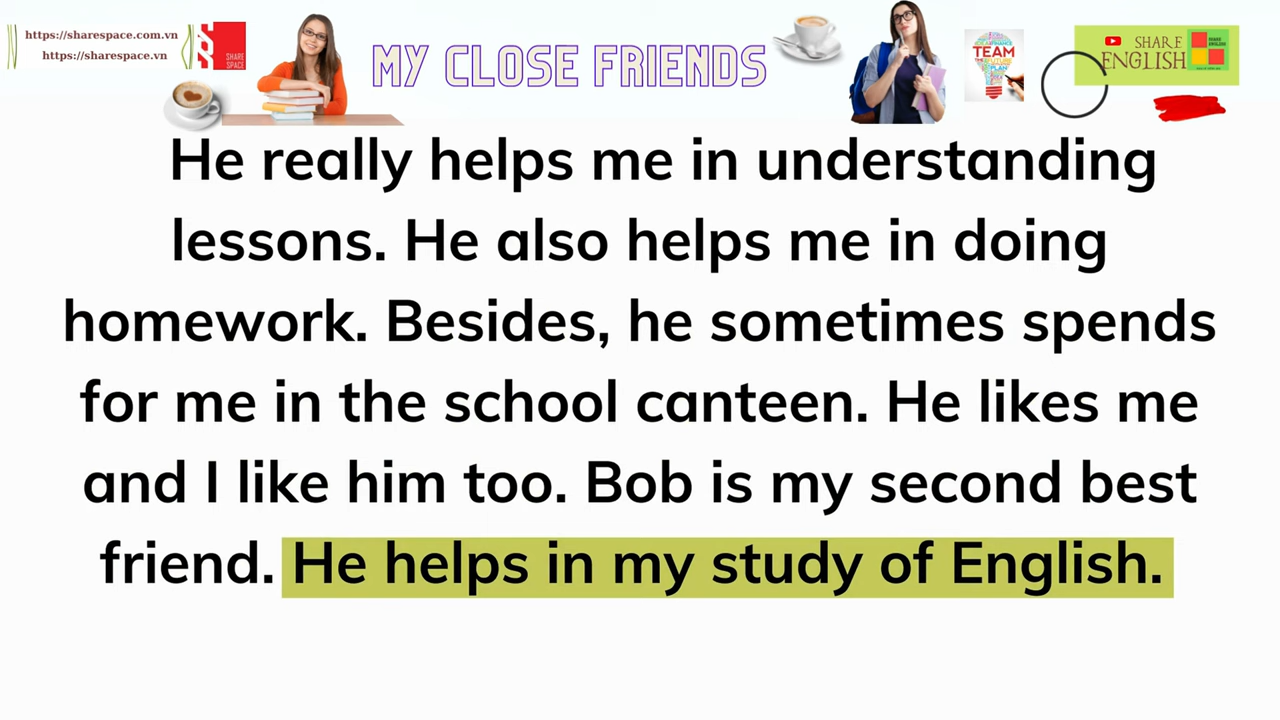 https://sharespace.com.vn
https://sharespace.vn
SHARE
SPACE
MY CLOSE FRIENDS
TEAM
PLAN
SHARE
ENGLISH
He really helps me in understanding
lessons. He also helps me in doing
homework. Besides, he sometimes spends
for me in the school canteen. He likes me
and I like him too. Bob is my second best
friend. He helps in my study of English.